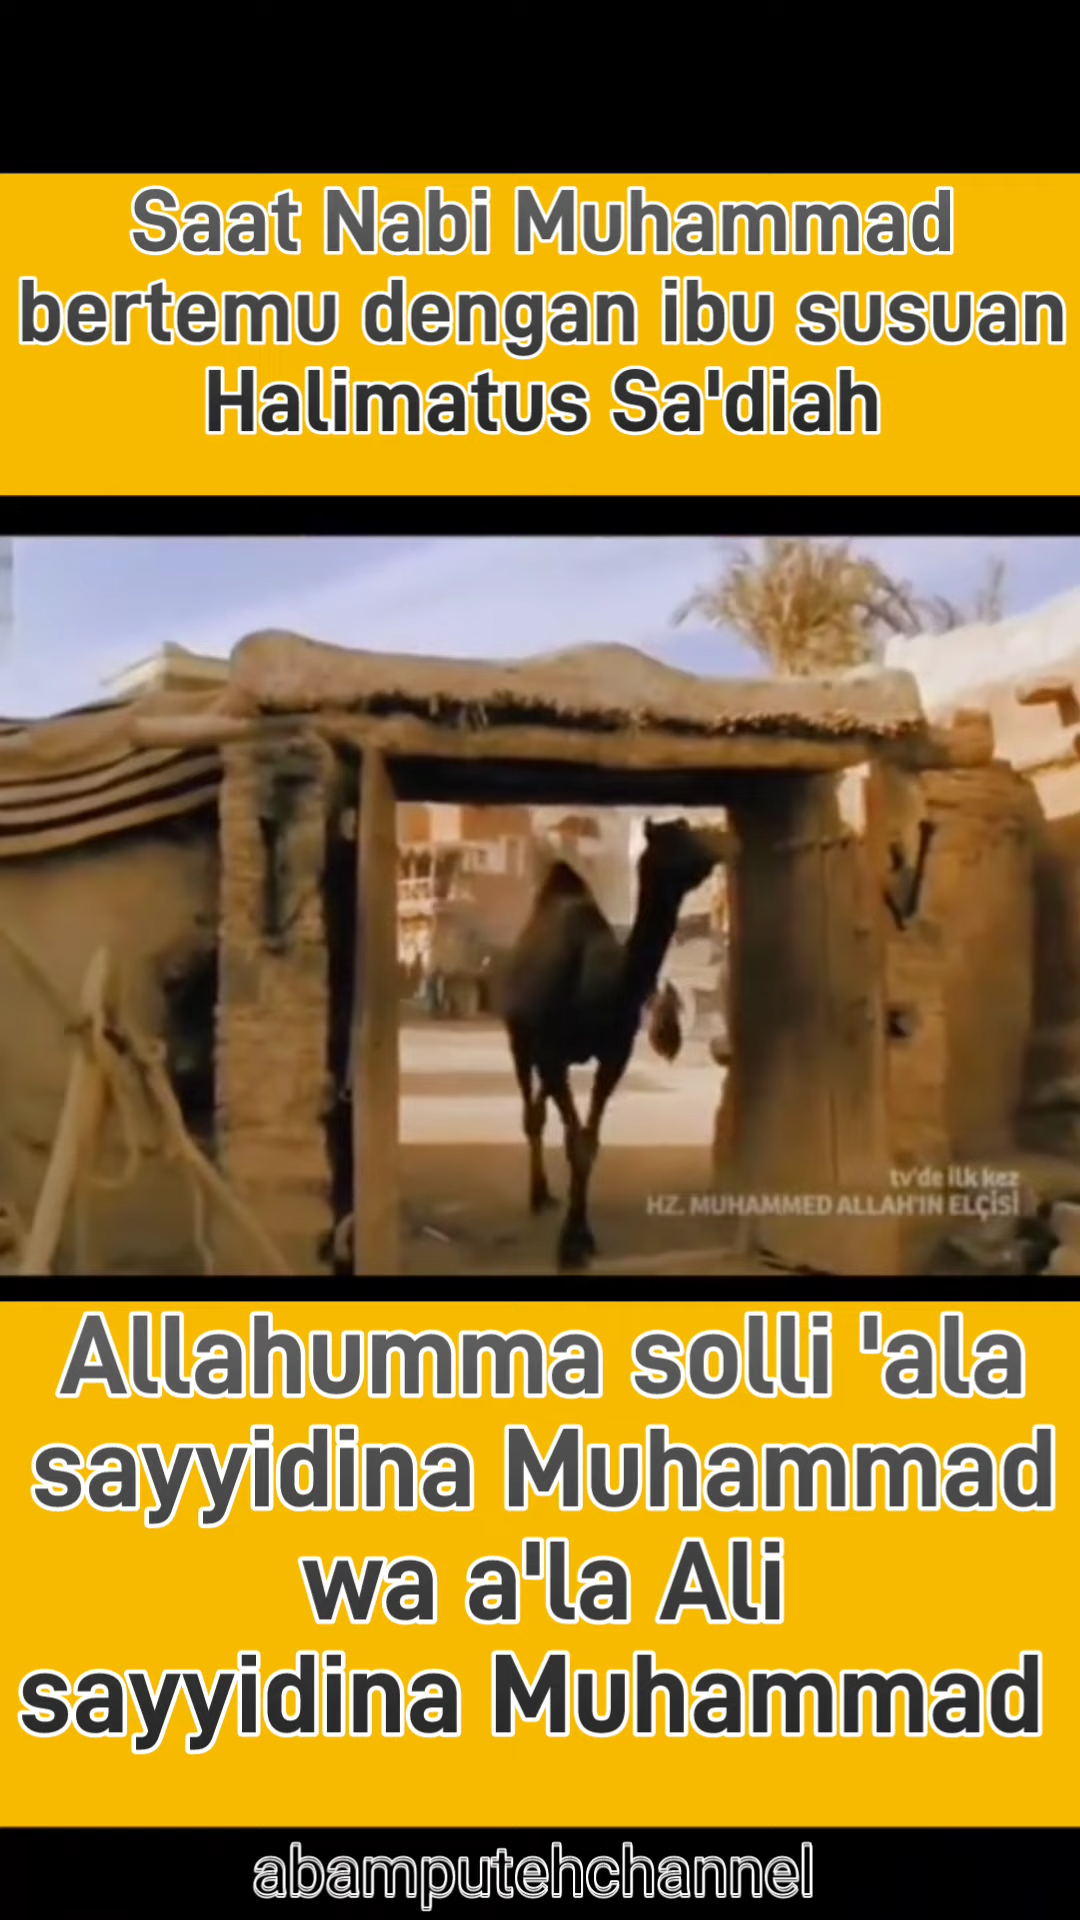 Saat Nabi Muhammad
bertemu dengan ibu susuan
Halimatus Sa'diah
tv'de ilk kez
HZ. MUHAMMED ALLAH'IN ELÇİSİ
Allahumma solli 'ala
sayyidina Muhammad
wa a'la Ali
sayyidina Muhammad
abamputehchannel